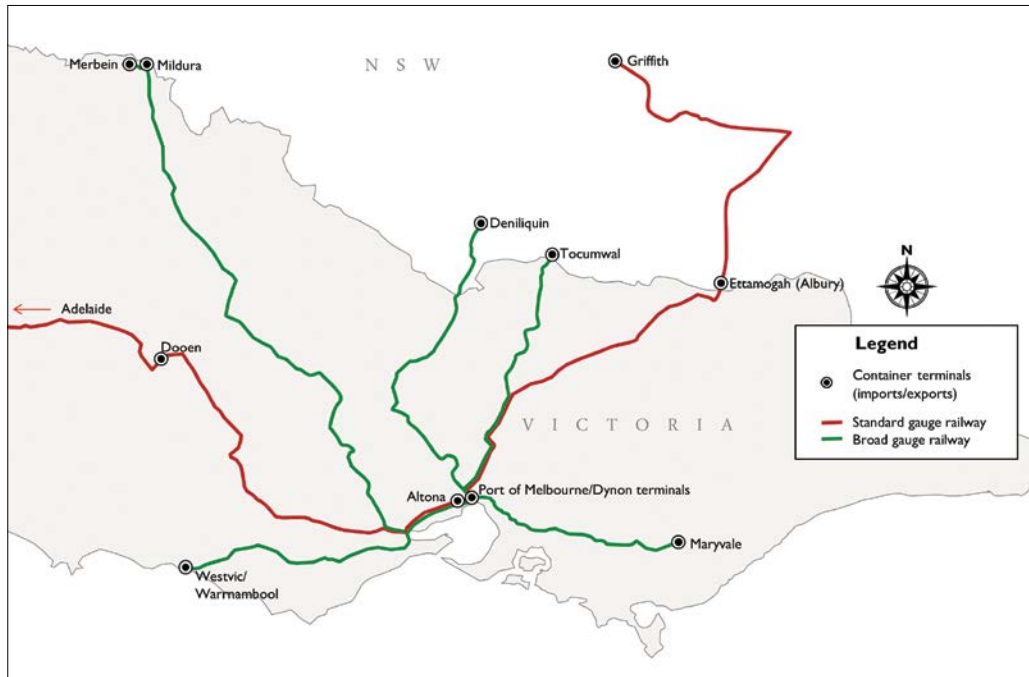 Merbein
Mildura
N S W
Griffith
Deniliquin
Tocumwal
Ettamogah (Albury)
N
Adelaide
Dooen
Legend
Container terminals
(imports/exports)
Standard gauge railway
Broad gauge railway
V I C T O R I A
Altona
Port of Melbourne/Dynon terminals
Maryvale
Westvic/
Warrnambool